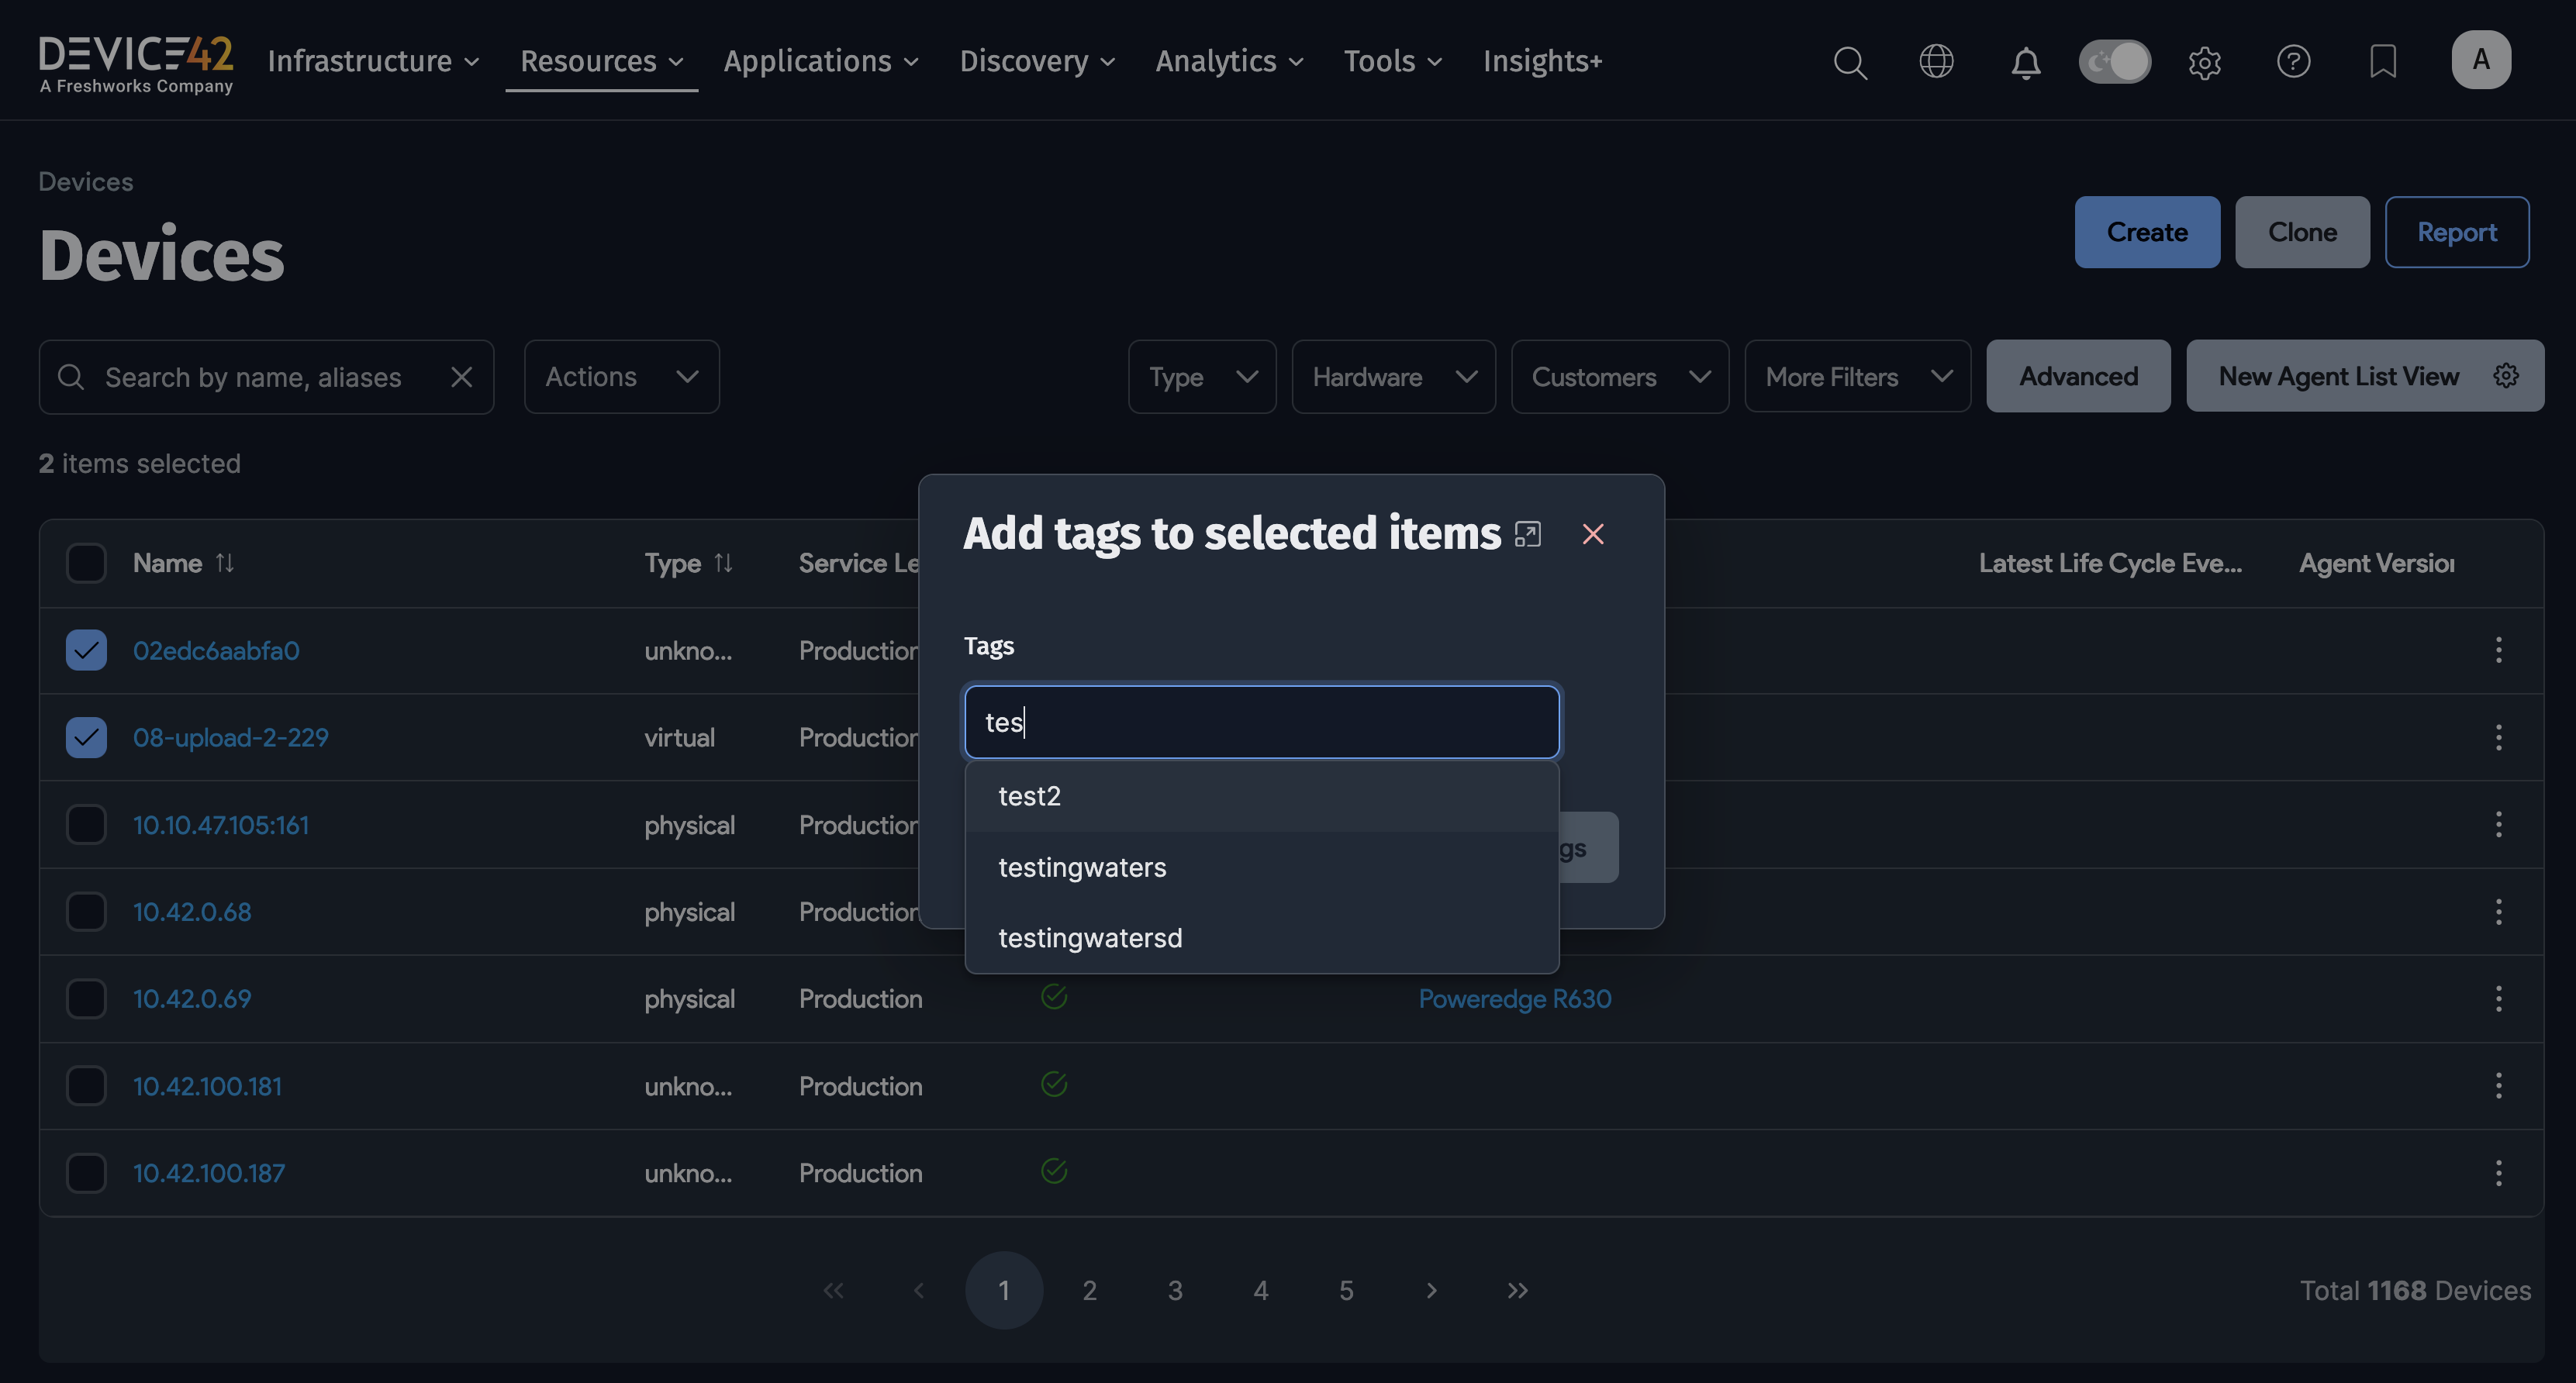 DEVICE42
A Freshworks Company
Infrastructure Resources Applications Discovery Analytics Tools Insights+
A
Devices
Devices
Create Clone Report
Search by name, aliases
Actions
Type Hardware Customers More Filters Advanced New Agent List View
2 items selected
Add tags to selected items
Name Type Service Le Latest Life Cycle Eve... Agent Version
02edc6aabfa0 unkno... Production
Tags
tes
08-upload-2-229 virtual Production
test2
10.10.47.105:161 physical Production
gs
testingwaters
10.42.0.68 physical Production
testingwatersd
10.42.0.69 physical Production Poweredge R630
10.42.100.181 unkno... Production
10.42.100.187 unkno... Production
1 2 3 4 5
Total 1168 Devices